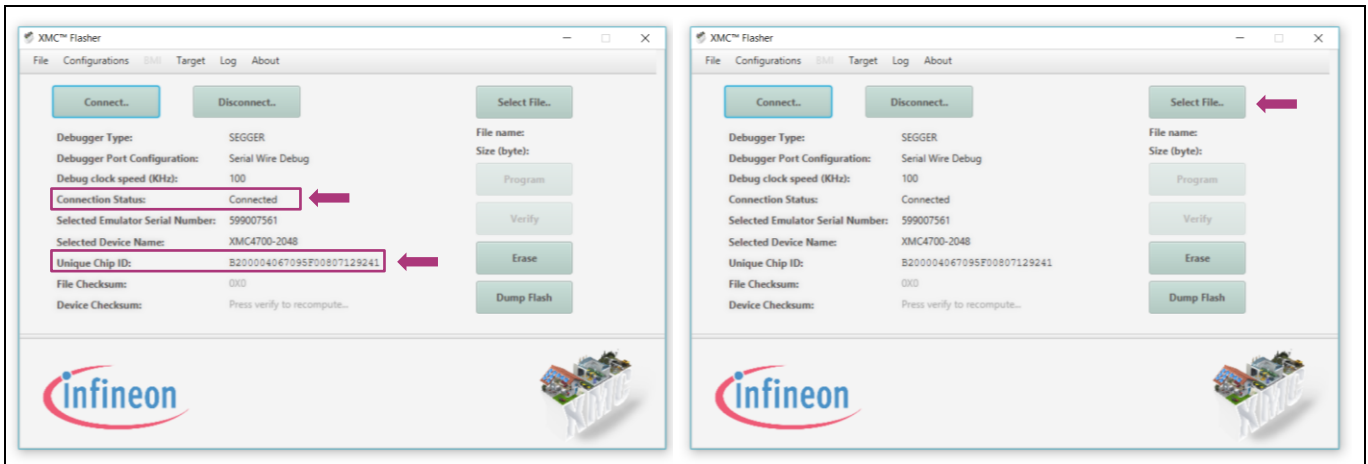 XMC™ Flasher
File Configurations BMI Target Log About
Connect.. Disconnect.. Select File..
Debugger Type: SEGGER File name:
Debugger Port Configuration: Serial Wire Debug Size (byte):
Debug clock speed (KHz): 100 Program
Connection Status: Connected
Selected Emulator Serial Number: 599007561 Verify
Selected Device Name: XMC4700-2048
Unique Chip ID: B200004067095F00807129241 Erase
File Checksum: 0X0
Device Checksum: Press verify to recompute... Dump Flash
infineon
XMC
XMC™ Flasher
File Configurations BMI Target Log About
Connect.. Disconnect.. Select File..
Debugger Type: SEGGER File name:
Debugger Port Configuration: Serial Wire Debug Size (byte):
Debug clock speed (KHz): 100 Program
Connection Status: Connected
Selected Emulator Serial Number: 599007561 Verify
Selected Device Name: XMC4700-2048
Unique Chip ID: B200004067095F00807129241 Erase
File Checksum: 0X0
Device Checksum: Press verify to recompute... Dump Flash
infineon
XMC